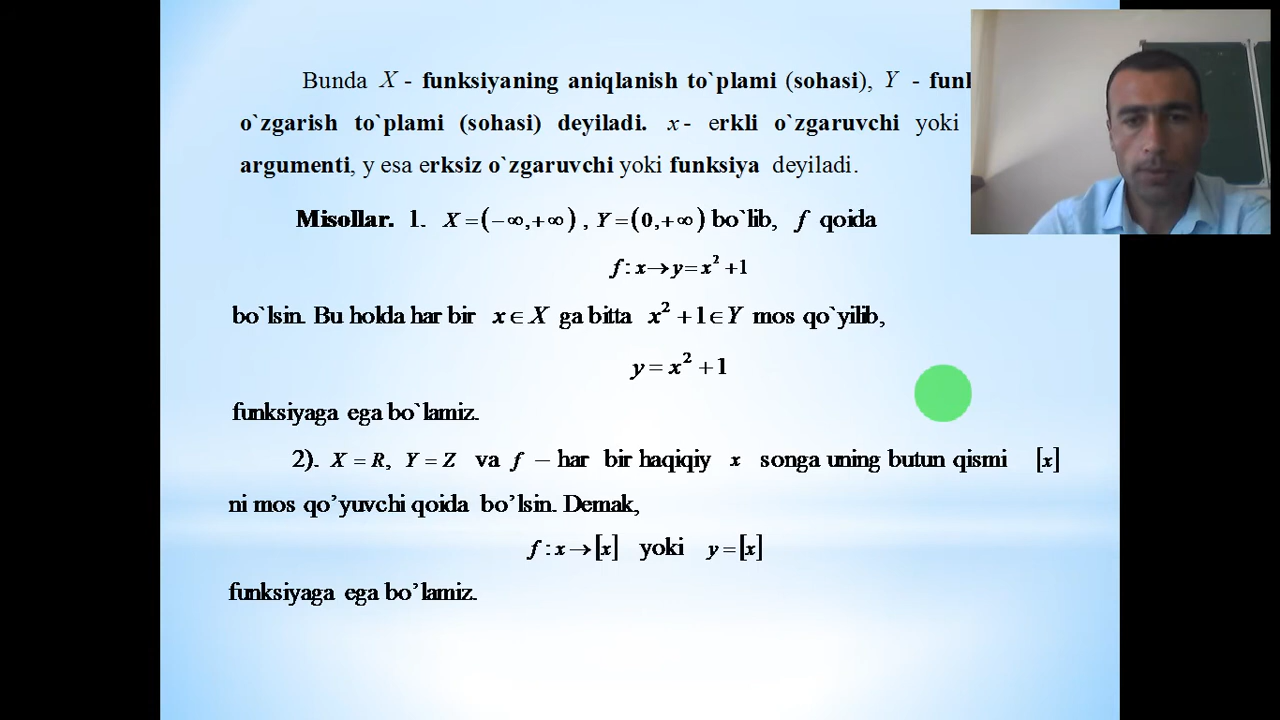 Bunda X - funksiyaning aniqlanish to`plami (sohasi), Y -
o`zgarish to`plami (sohasi) deyiladi. x - erkli o`zgaruvchi yoki
argumenti, y esa erksiz o`zgaruvchi yoki funksiya deyiladi.
Misollar. 1. X=(−∞,+∞), Y=(0,+∞) bo`lib, f qoida
f:x→y=x²+1
bo`lsin. Bu holda har bir x∈X ga bitta x²+1∈Y mos qo`yilib,
y=x²+1
funksiyaga ega bo`lamiz.
2). X=R, Y=Z va f – har bir haqiqiy x songa uning butun qismi [x]
ni mos qo’yuvchi qoida bo’lsin. Demak,
f:x→[x] yoki y=[x]
funksiyaga ega bo’lamiz.